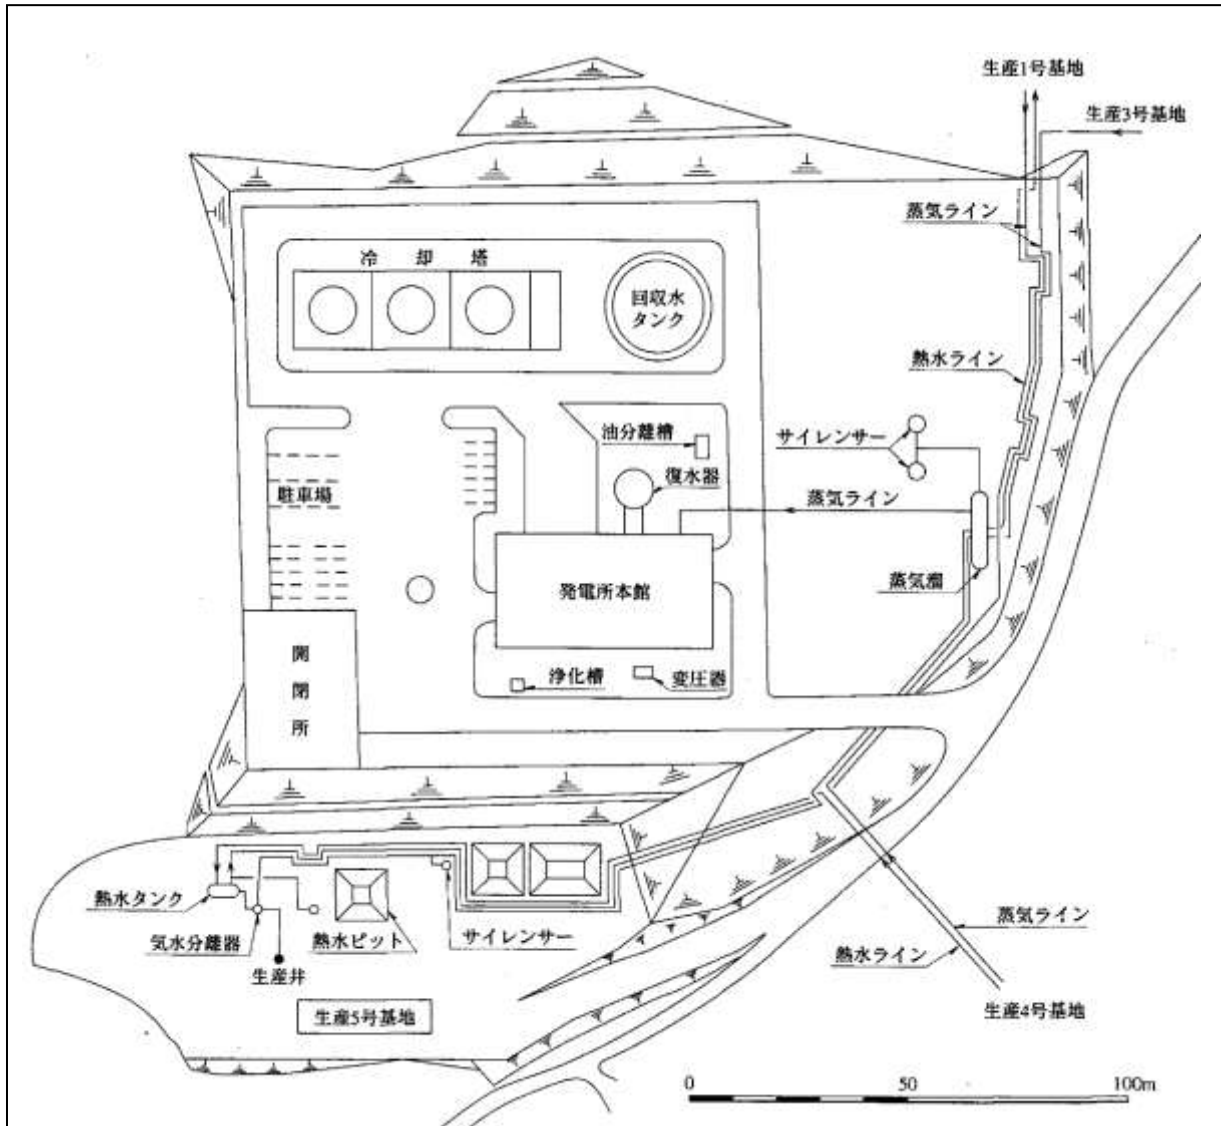 生産1号基地
生産3号基地
蒸気ライン
冷却塔
回収水
タンク
熱水ライン
サイレンサー
油分離槽
復水器
駐車場
蒸気ライン
発電所本館
蒸気溜
開
閉
所
浄化槽
変圧器
熱水タンク
気水分離器
熱水ピット
サイレンサー
生産井
生産5号基地
蒸気ライン
熱水ライン
生産4号基地
0 50 100m